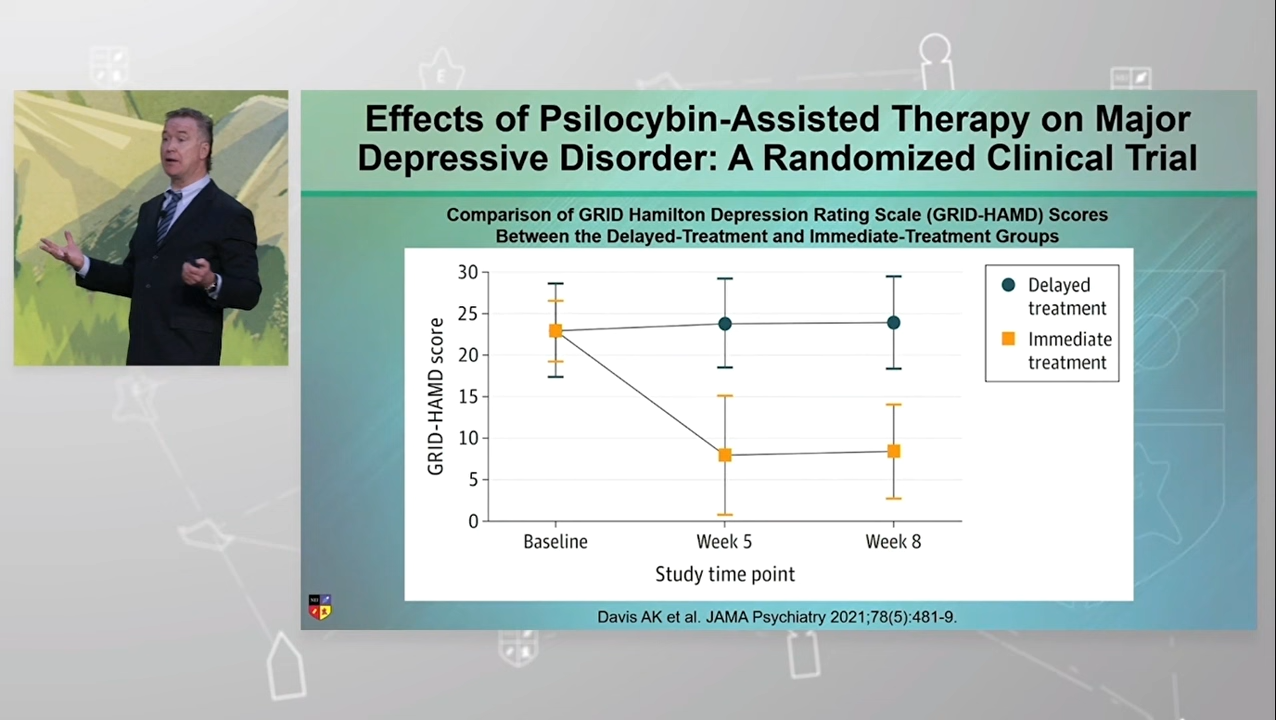 Effects of Psilocybin-Assisted Therapy on Major
Depressive Disorder: A Randomized Clinical Trial
Comparison of GRID Hamilton Depression Rating Scale (GRID-HAMD) Scores
Between the Delayed-Treatment and Immediate-Treatment Groups
GRID-HAMD score
30
25
20
15
10
5
0
Baseline
Week 5
Week 8
Study time point
Delayed
treatment
Immediate
treatment
Davis AK et al. JAMA Psychiatry 2021;78(5):481-9.
NEI
E